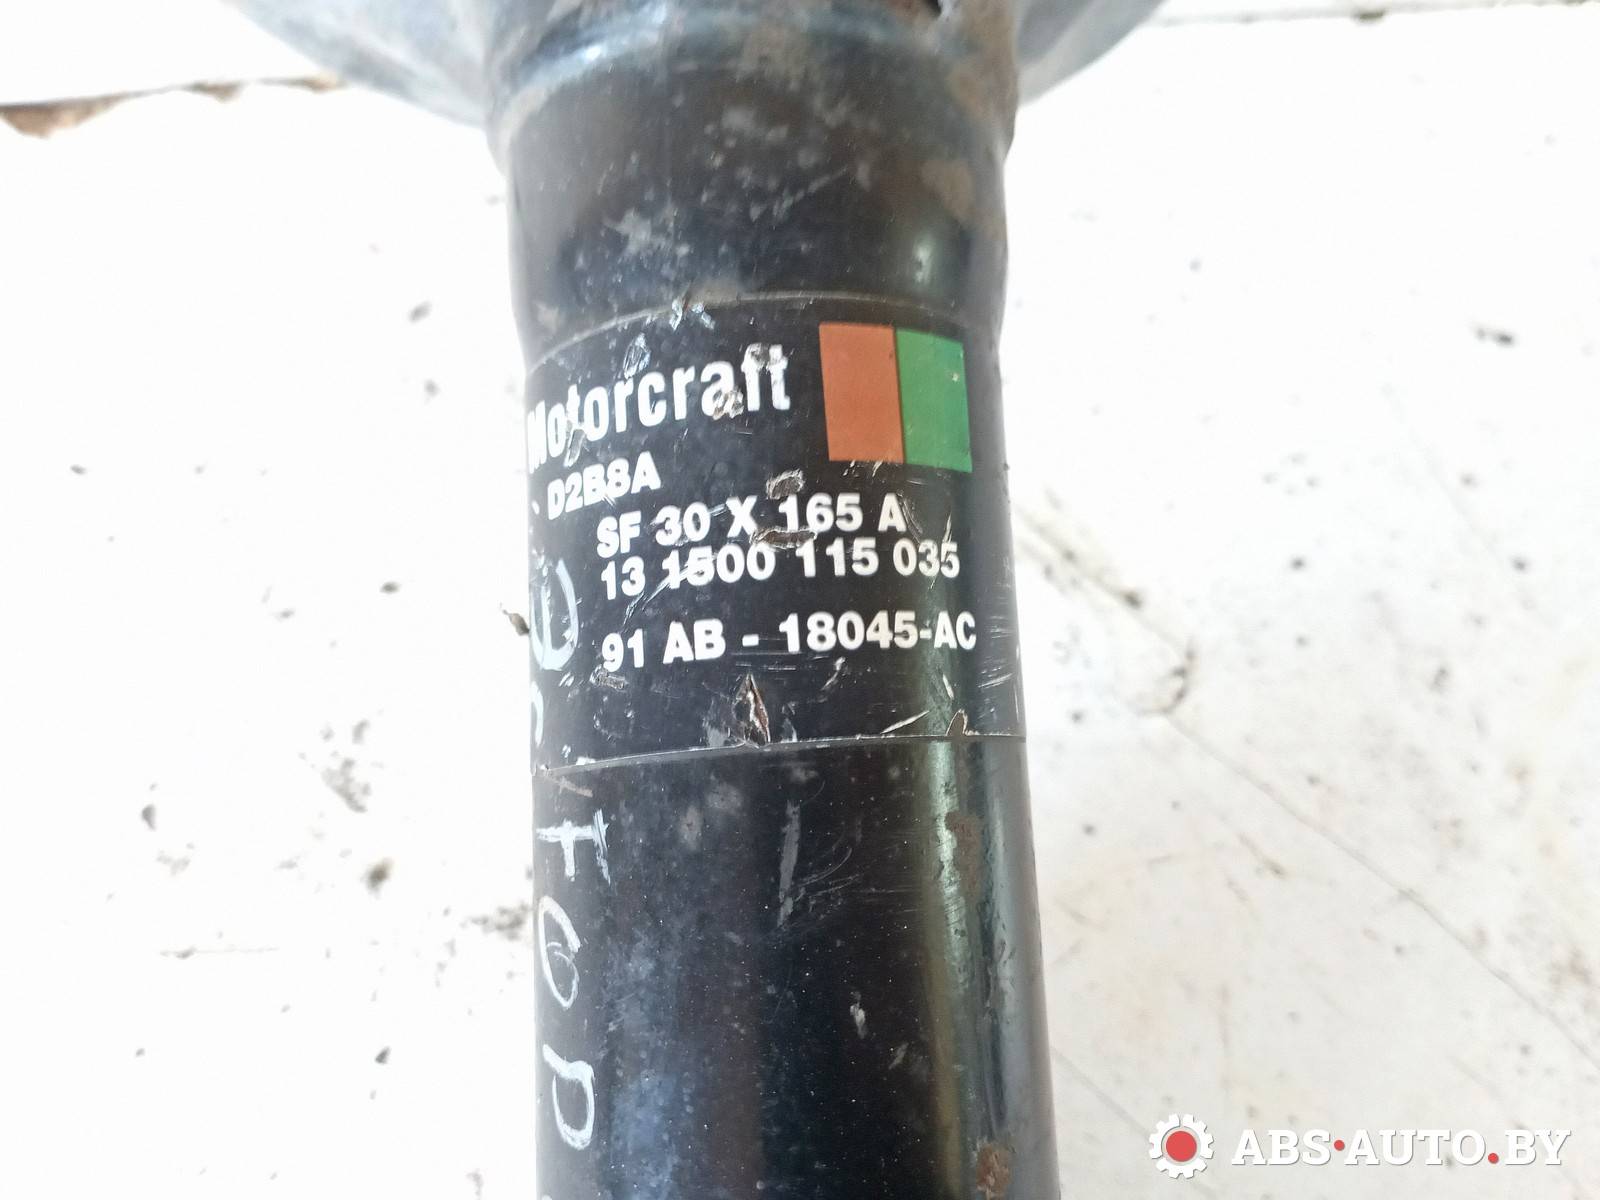 Motorcraft
D2B8A
SF 30 X 165 A
13 1500 115 035
91 AB - 18045-AC
ABS•AUTO.BY